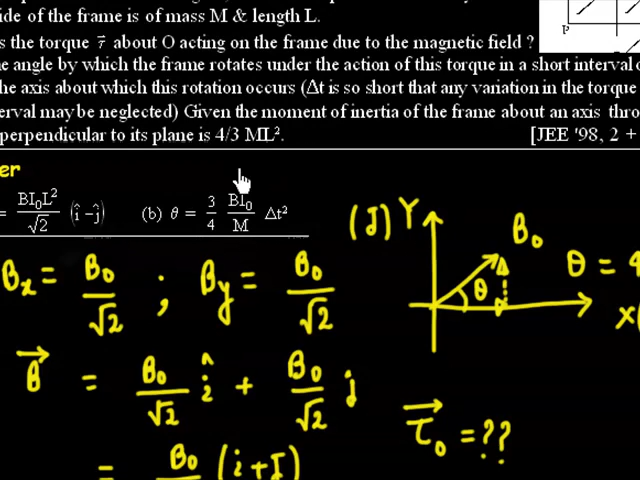 ide of the frame is of mass M & length L.
P
s the torque τ⃗ about O acting on the frame due to the magnetic field ?
e angle by which the frame rotates under the action of this torque in a short interval o
he axis about which this rotation occurs (Δt is so short that any variation in the torque
erval may be neglected) Given the moment of inertia of the frame about an axis thro
perpendicular to its plane is 4/3 ML².   [JEE '98, 2 +
er
= BI₀L²/√2 (î - ĵ)   (b) θ = 3/4 BI₀/M Δt²
(J) Y
B₀
Bx = B₀/√2 ; By = B₀/√2
θ
θ = 4
X(
B⃗ = B₀/√2 î + B₀/√2 j
τ⃗₀ = ??
= B₀ (i+J)